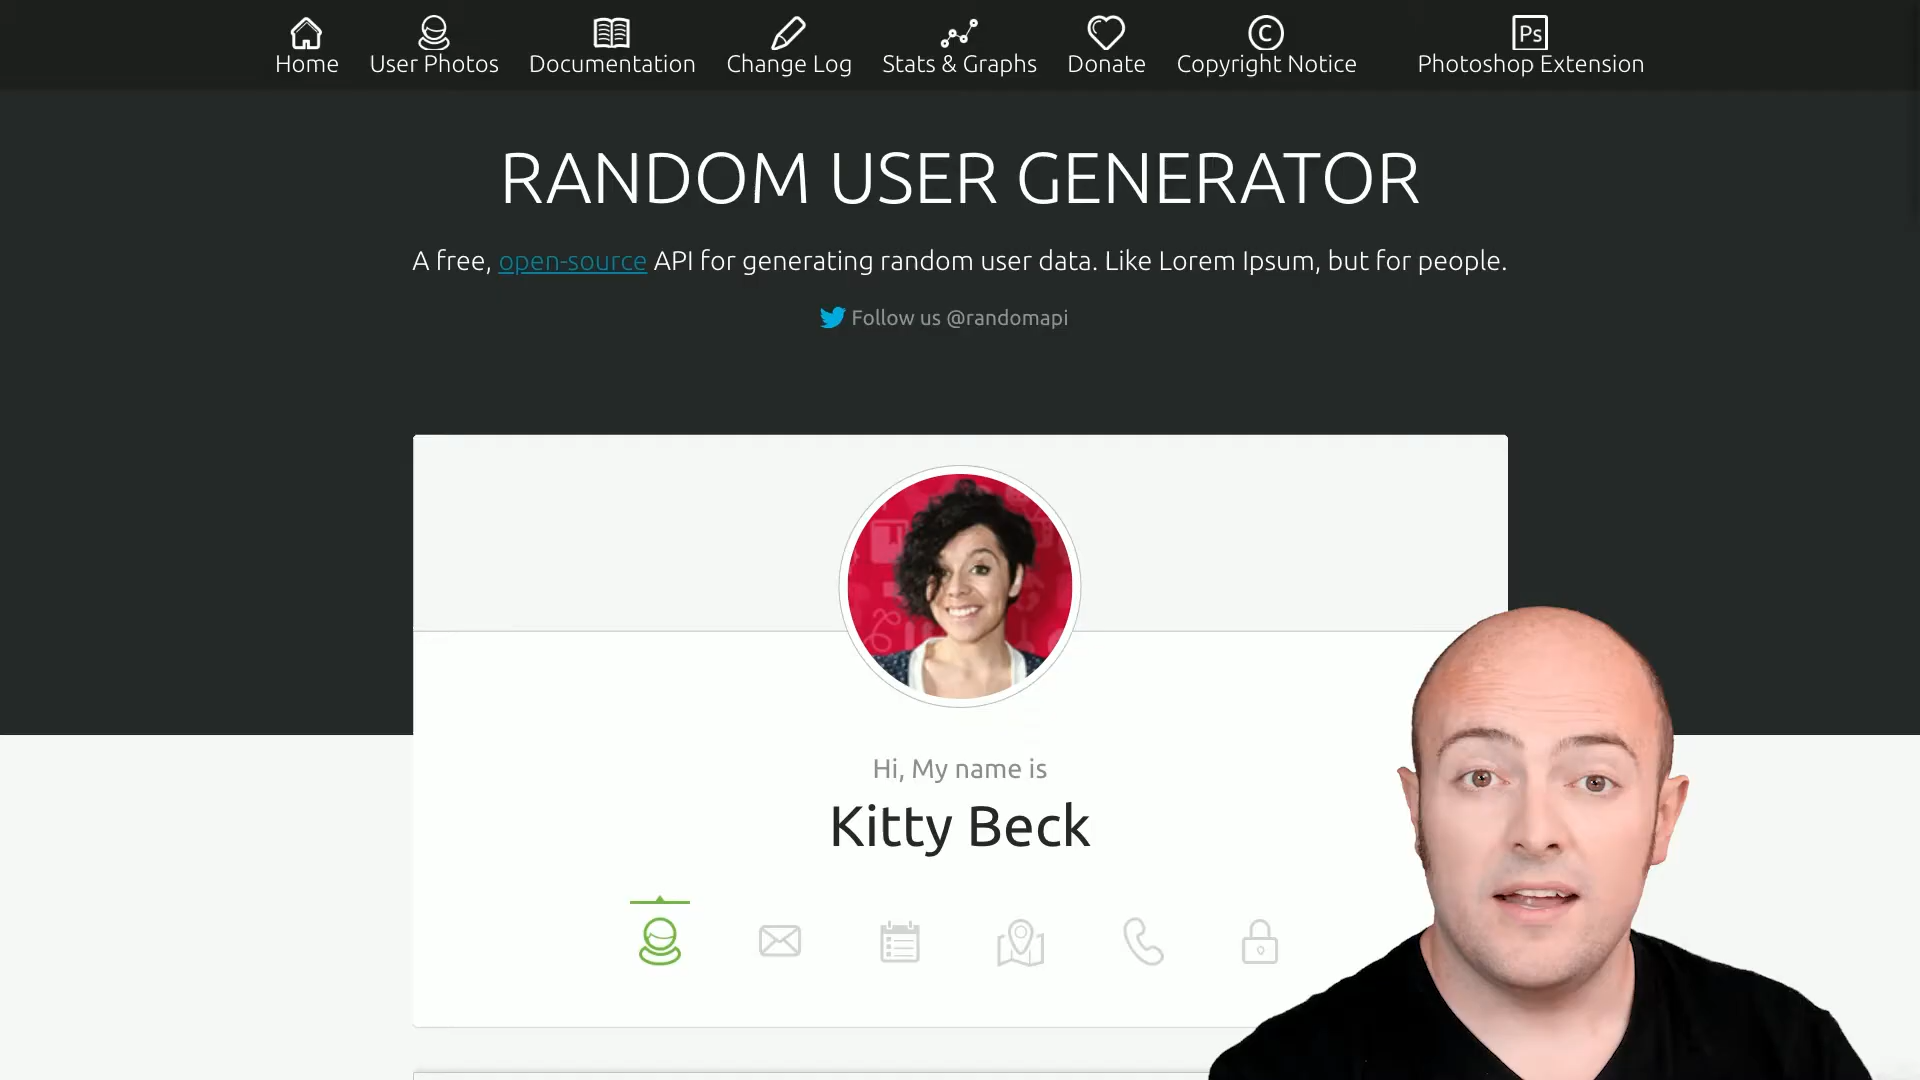 Home
User Photos
Documentation
Change Log
Stats & Graphs
Donate
Copyright Notice
Ps
Photoshop Extension
RANDOM USER GENERATOR
A free, open-source API for generating random user data. Like Lorem Ipsum, but for people.
Follow us @randomapi
Hi, My name is
Kitty Beck